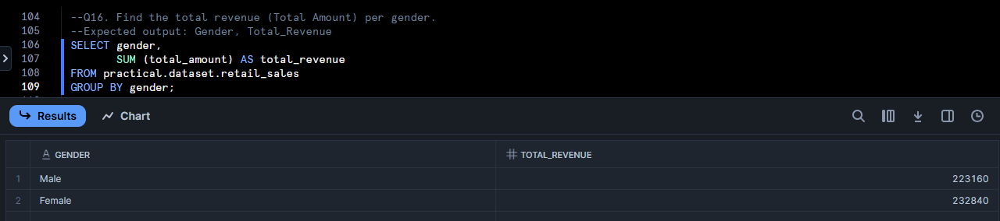 104 --Q16. Find the total revenue (Total Amount) per gender.
105 --Expected output: Gender, Total_Revenue
106 SELECT gender,
107 SUM (total_amount) AS total_revenue
108 FROM practical.dataset.retail_sales
109 GROUP BY gender;
Results Chart
GENDER TOTAL_REVENUE
1 Male 223160
2 Female 232840